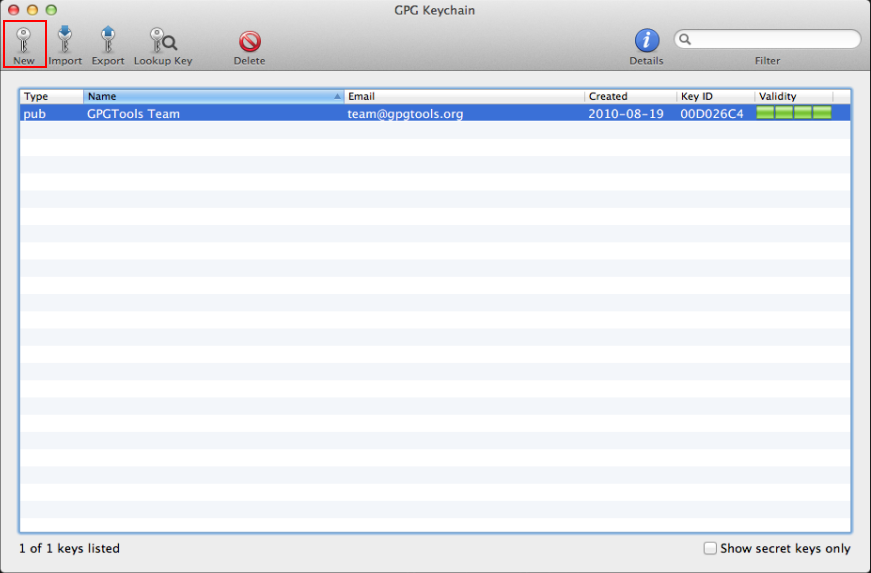 GPG Keychain
New Import Export Lookup Key Delete Details Filter
Type Name Email Created Key ID Validity
pub GPGTools Team team@gpgtools.org 2010-08-19 00D026C4
1 of 1 keys listed Show secret keys only